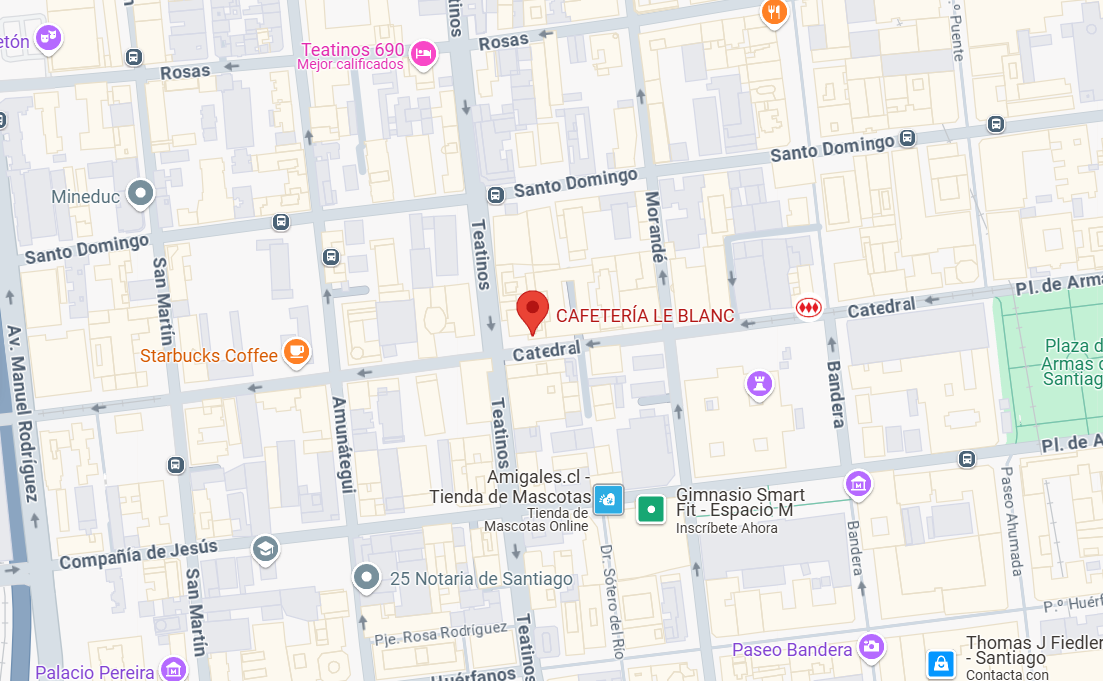 etón
Teatinos
Teatinos 690
Mejor calificados
Rosas
Rosas
P.º Puente
Santo Domingo
Santo Domingo
Mineduc
Morandé
Teatinos
Santo Domingo
San Martín
Pl. de Arma
CAFETERÍA LE BLANC
Catedral
Catedral
Starbucks Coffee
Av. Manuel Rodríguez
Plaza d
Armas d
Santiag
Bandera
Amunátegui
Teatinos
Pl. de A
Amigales.cl -
Tienda de Mascotas
Tienda de
Mascotas Online
Gimnasio Smart
Fit - Espacio M
Inscríbete Ahora
Paseo Ahumada
Bandera
Compañía de Jesús
25 Notaria de Santiago
Dr. Sótero del Río
San Martín
P.º Huérf
Pje. Rosa Rodríguez
Teatinos
Paseo Bandera
Thomas J Fiedler
- Santiago
Contacta con
Palacio Pereira
Huérfanos